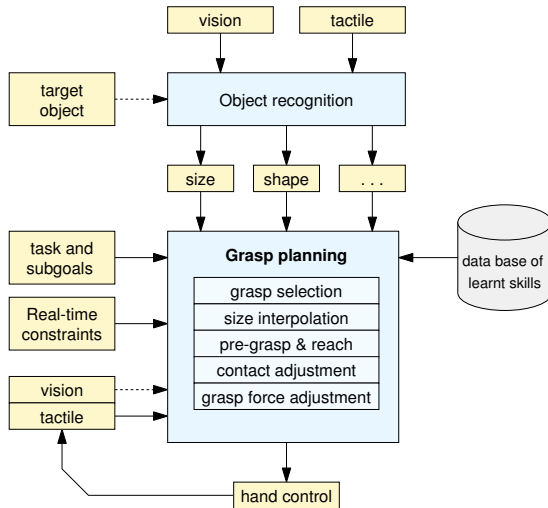 vision
tactile
target
object
Object recognition
size
shape
. . .
task and
subgoals
Grasp planning
data base of
learnt skills
grasp selection
Real-time
constraints
size interpolation
pre-grasp & reach
contact adjustment
grasp force adjustment
vision
tactile
hand control